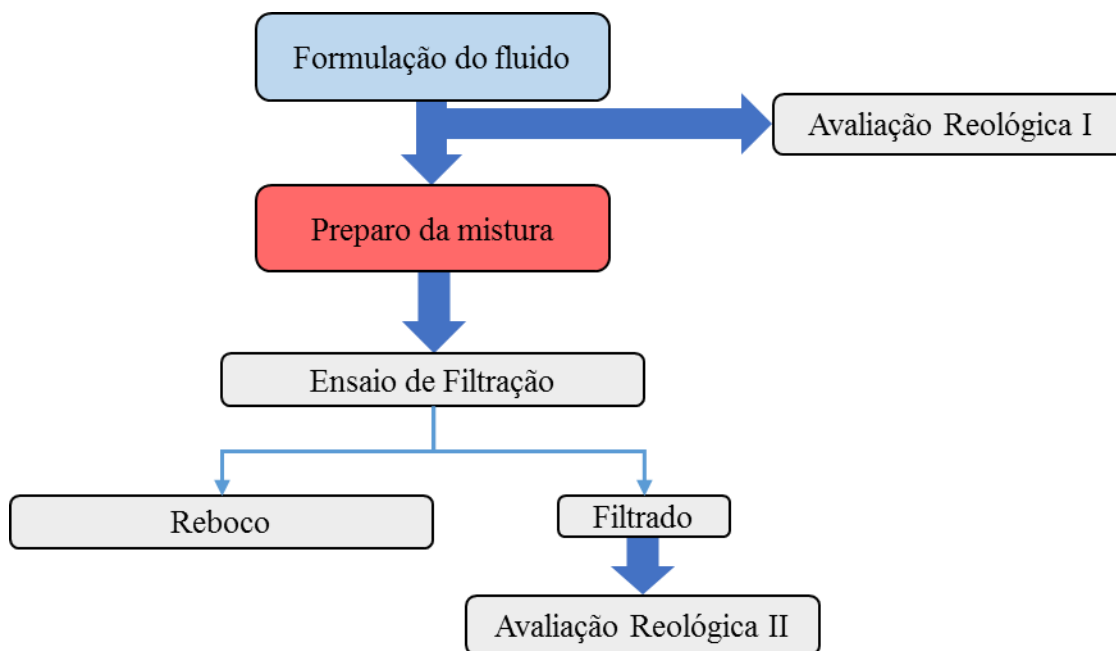 Formulação do fluido
Avaliação Reológica I
Preparo da mistura
Ensaio de Filtração
Reboco
Filtrado
Avaliação Reológica II